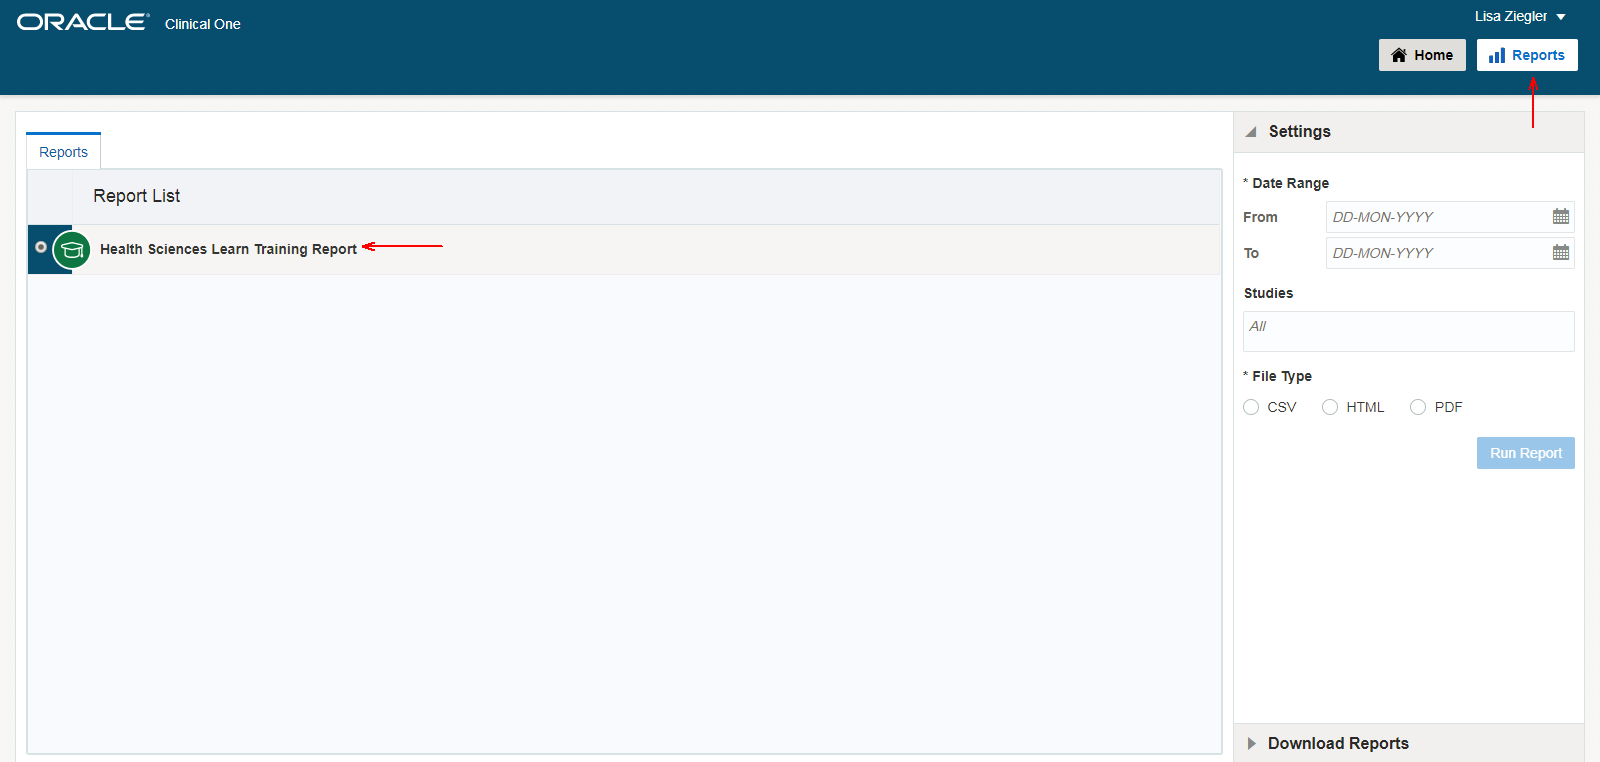 ORACLE® Clinical One
Lisa Ziegler
Home
Reports
Reports
Report List
Health Sciences Learn Training Report
Settings
* Date Range
From DD-MON-YYYY
To DD-MON-YYYY
Studies
All
* File Type
CSV HTML PDF
Run Report
Download Reports